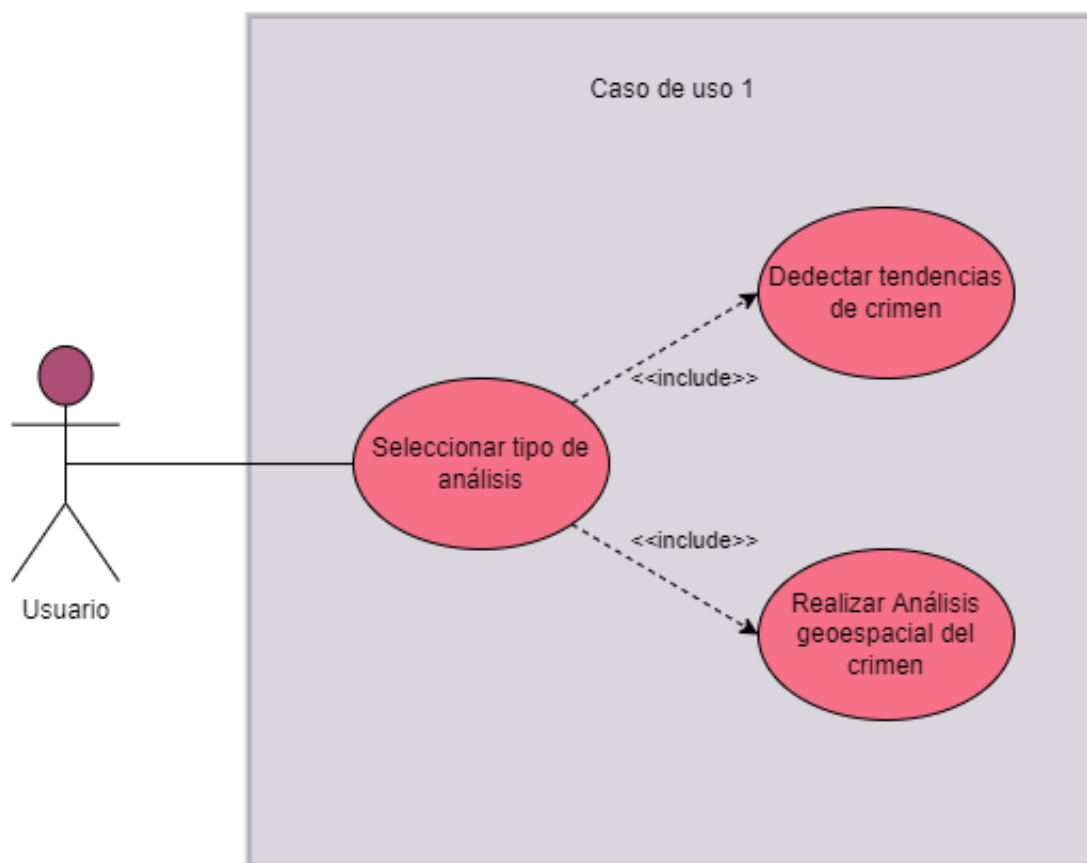 Caso de uso 1
Dedectar tendencias
de crimen
<<include>>
Seleccionar tipo de
análisis
<<include>>
Realizar Análisis
geoespacial del
crimen
Usuario